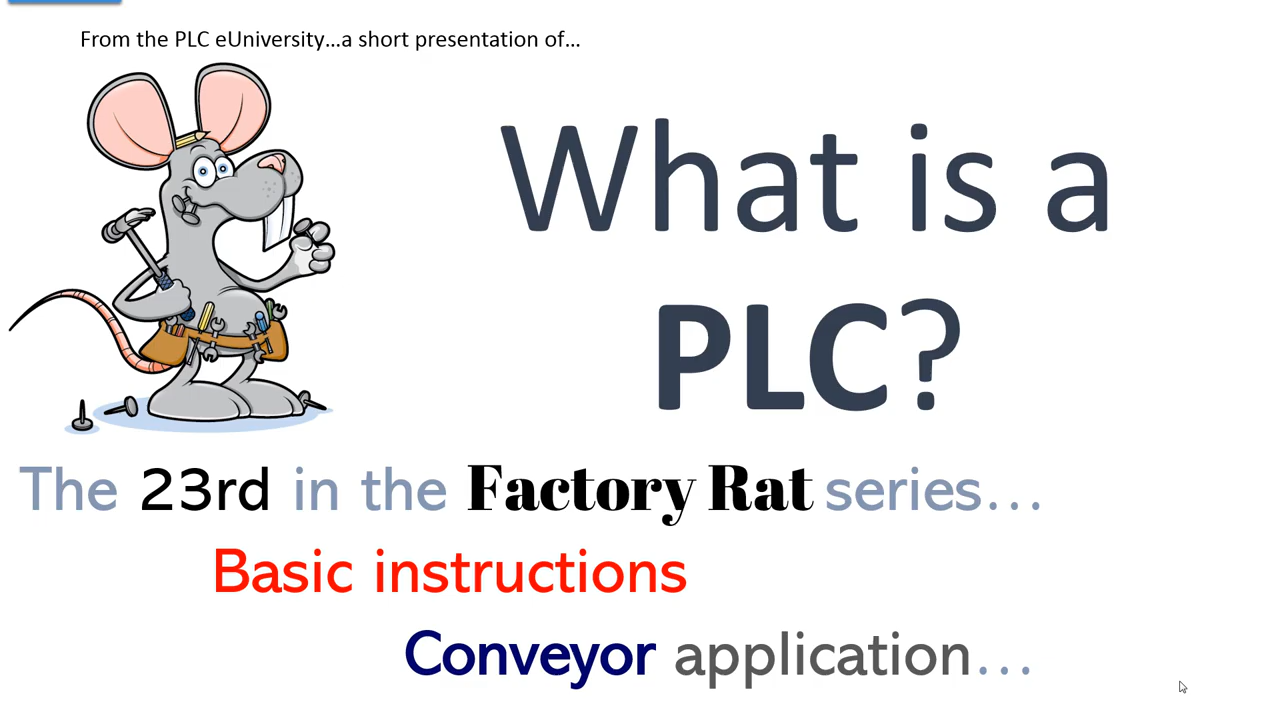 From the PLC eUniversity...a short presentation of...
What is a
PLC?
The 23rd in the Factory Rat series...
Basic instructions
Conveyor application...